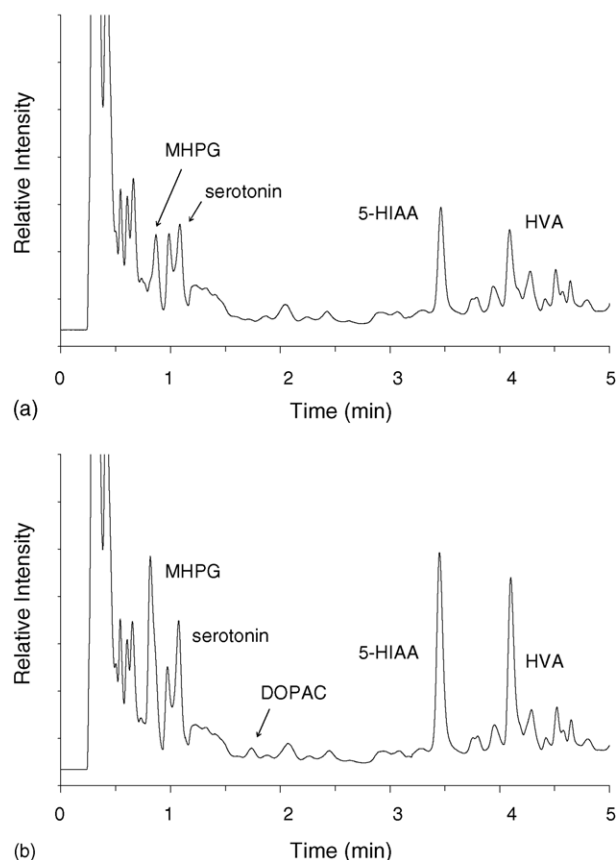 Relative Intensity
MHPG
serotonin
5-HIAA
HVA
0 1 2 3 4 5
Time (min)
(a)
Relative Intensity
MHPG
serotonin
DOPAC
5-HIAA
HVA
0 1 2 3 4 5
Time (min)
(b)